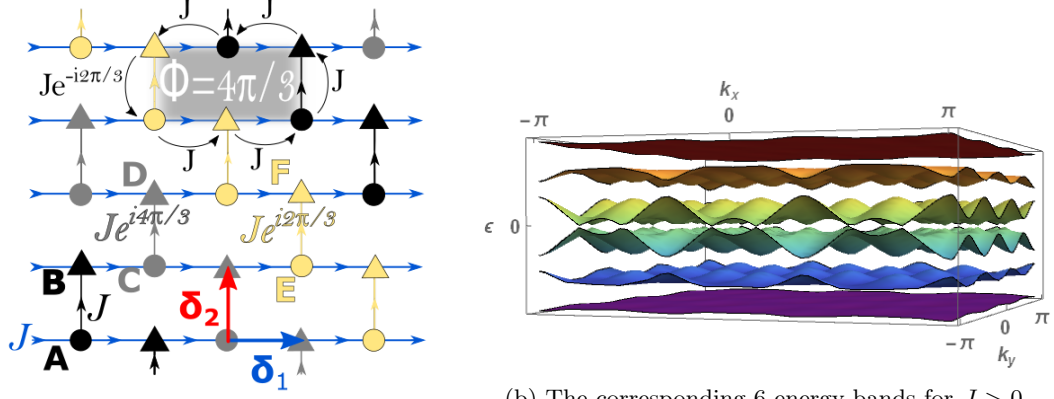 J J
Je^{-i2π/3} Φ=4π/3 J
J J
D F
Je^{i4π/3} Je^{i2π/3}
B C E
J δ₂
J
A δ₁
k_x
-π 0 π
ϵ 0
π
0
-π
k_y
(b) The corresponding 6 energy bands for J > 0